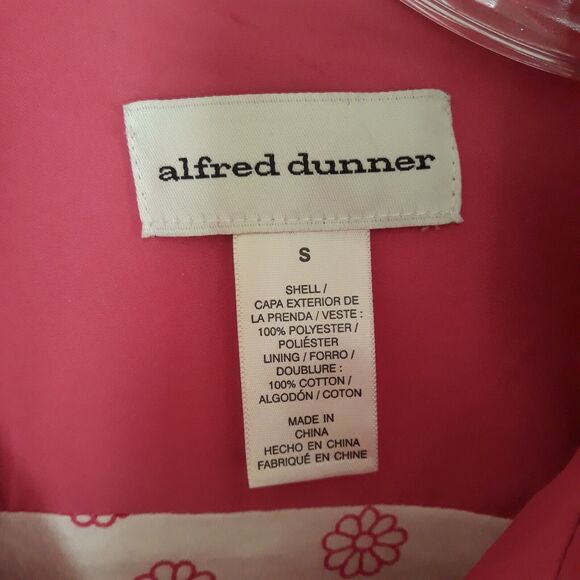 alfred dunner
S
SHELL /
CAPA EXTERIOR DE
LA PRENDA / VESTE :
100% POLYESTER /
POLIÉSTER
LINING / FORRO /
DOUBLURE :
100% COTTON /
ALGODÓN / COTON
MADE IN
CHINA
HECHO EN CHINA
FABRIQUÉ EN CHINE